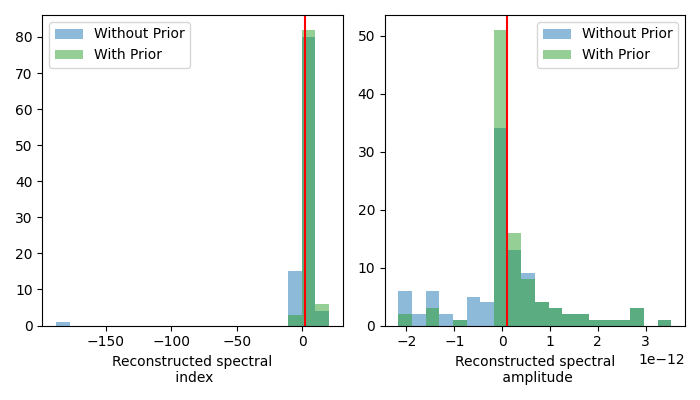 Without Prior
With Prior
80
70
60
50
40
30
20
10
0
−150
−100
−50
0
Reconstructed spectral
index
Without Prior
With Prior
50
40
30
20
10
0
−2
−1
0
1
2
3
1e−12
Reconstructed spectral
amplitude